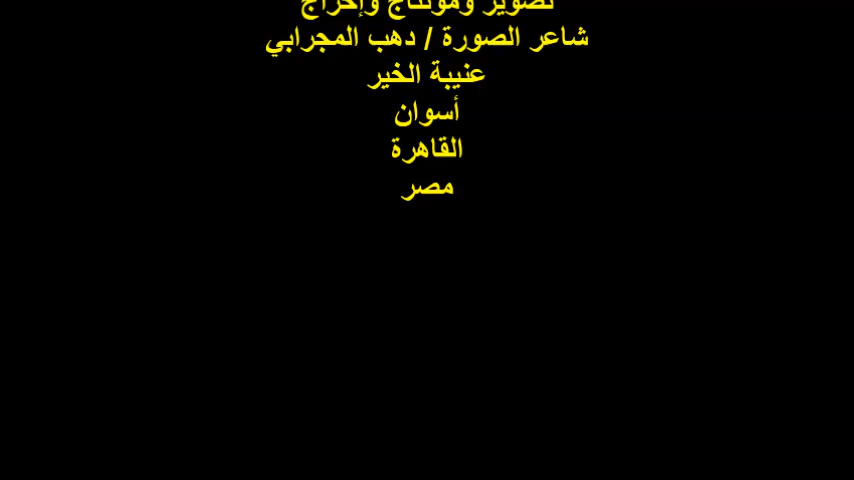 تصوير ومونتاج وإخراج
شاعر الصورة / دهب المجرابي
عنيبة الخير
أسوان
القاهرة
مصر